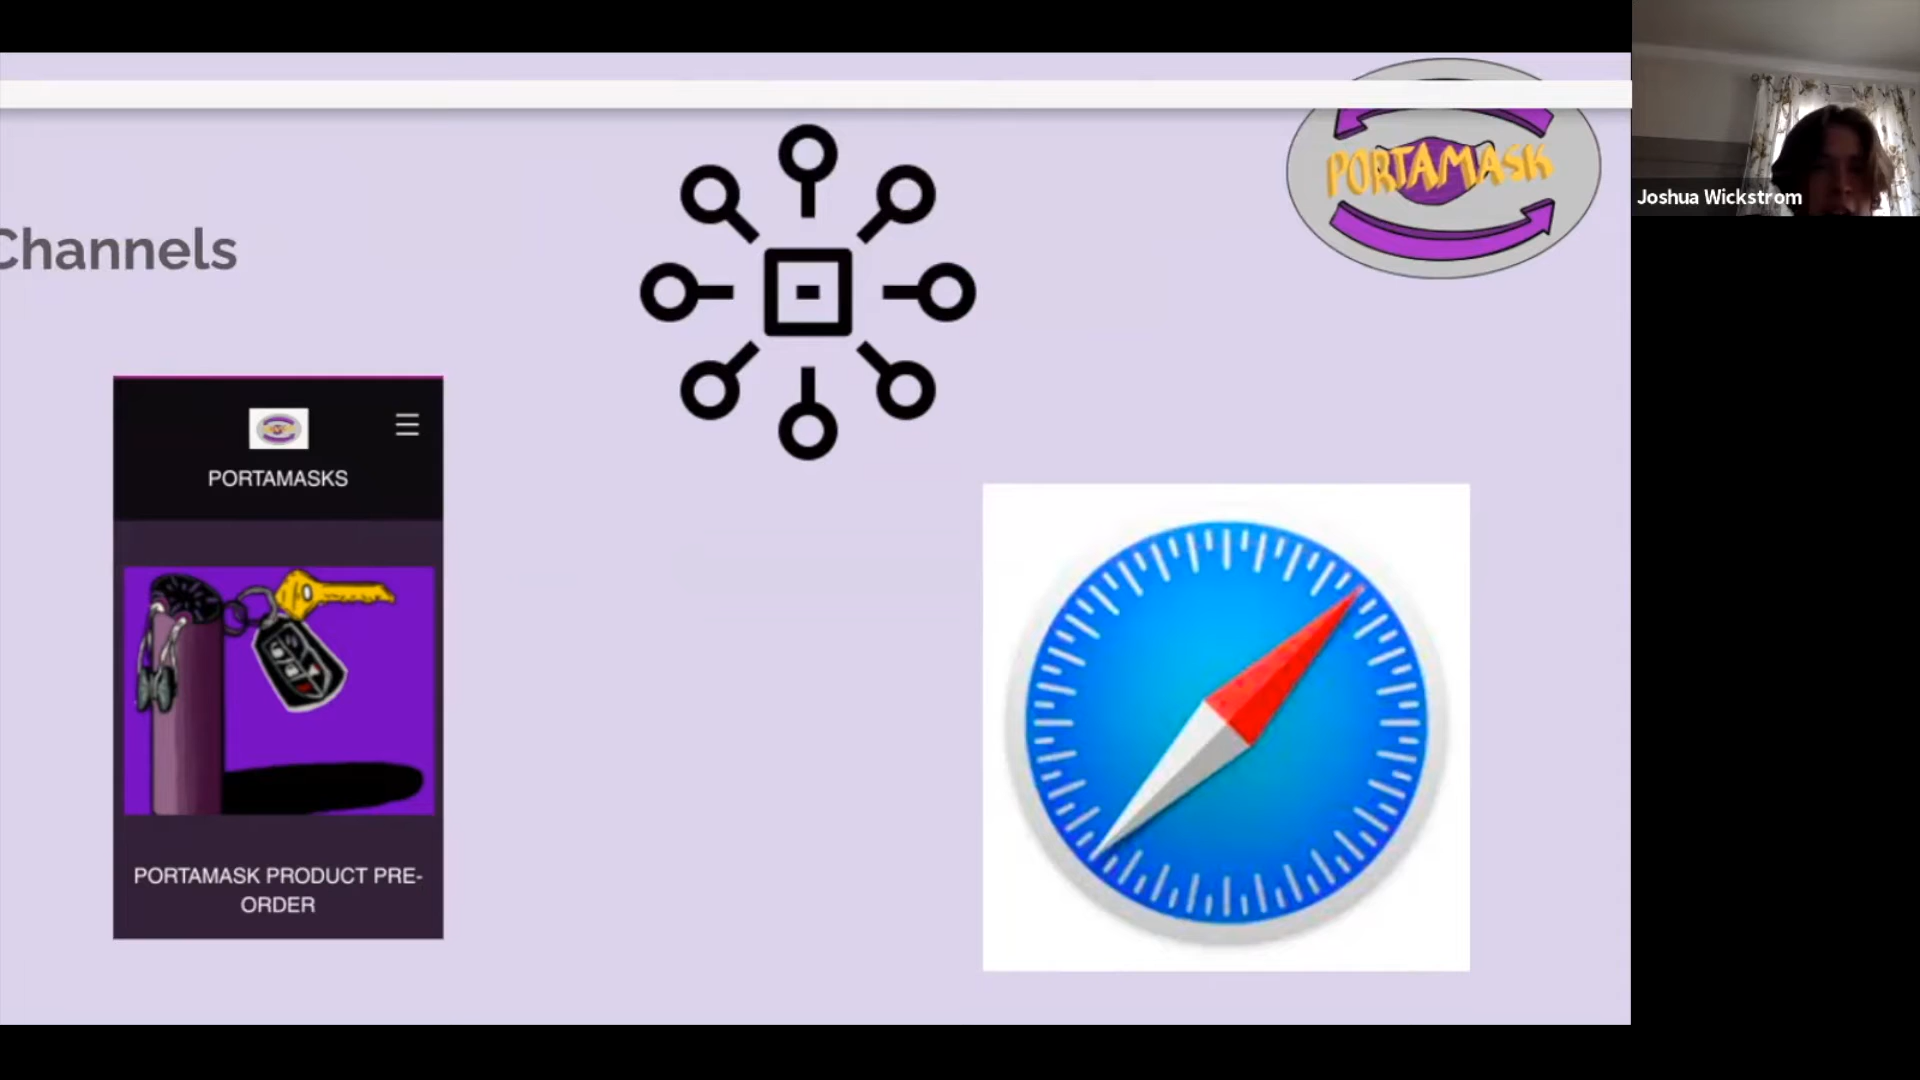 PORTAMASK
Joshua Wickstrom
Channels
PORTAMASKS
PORTAMASK PRODUCT PRE-
ORDER